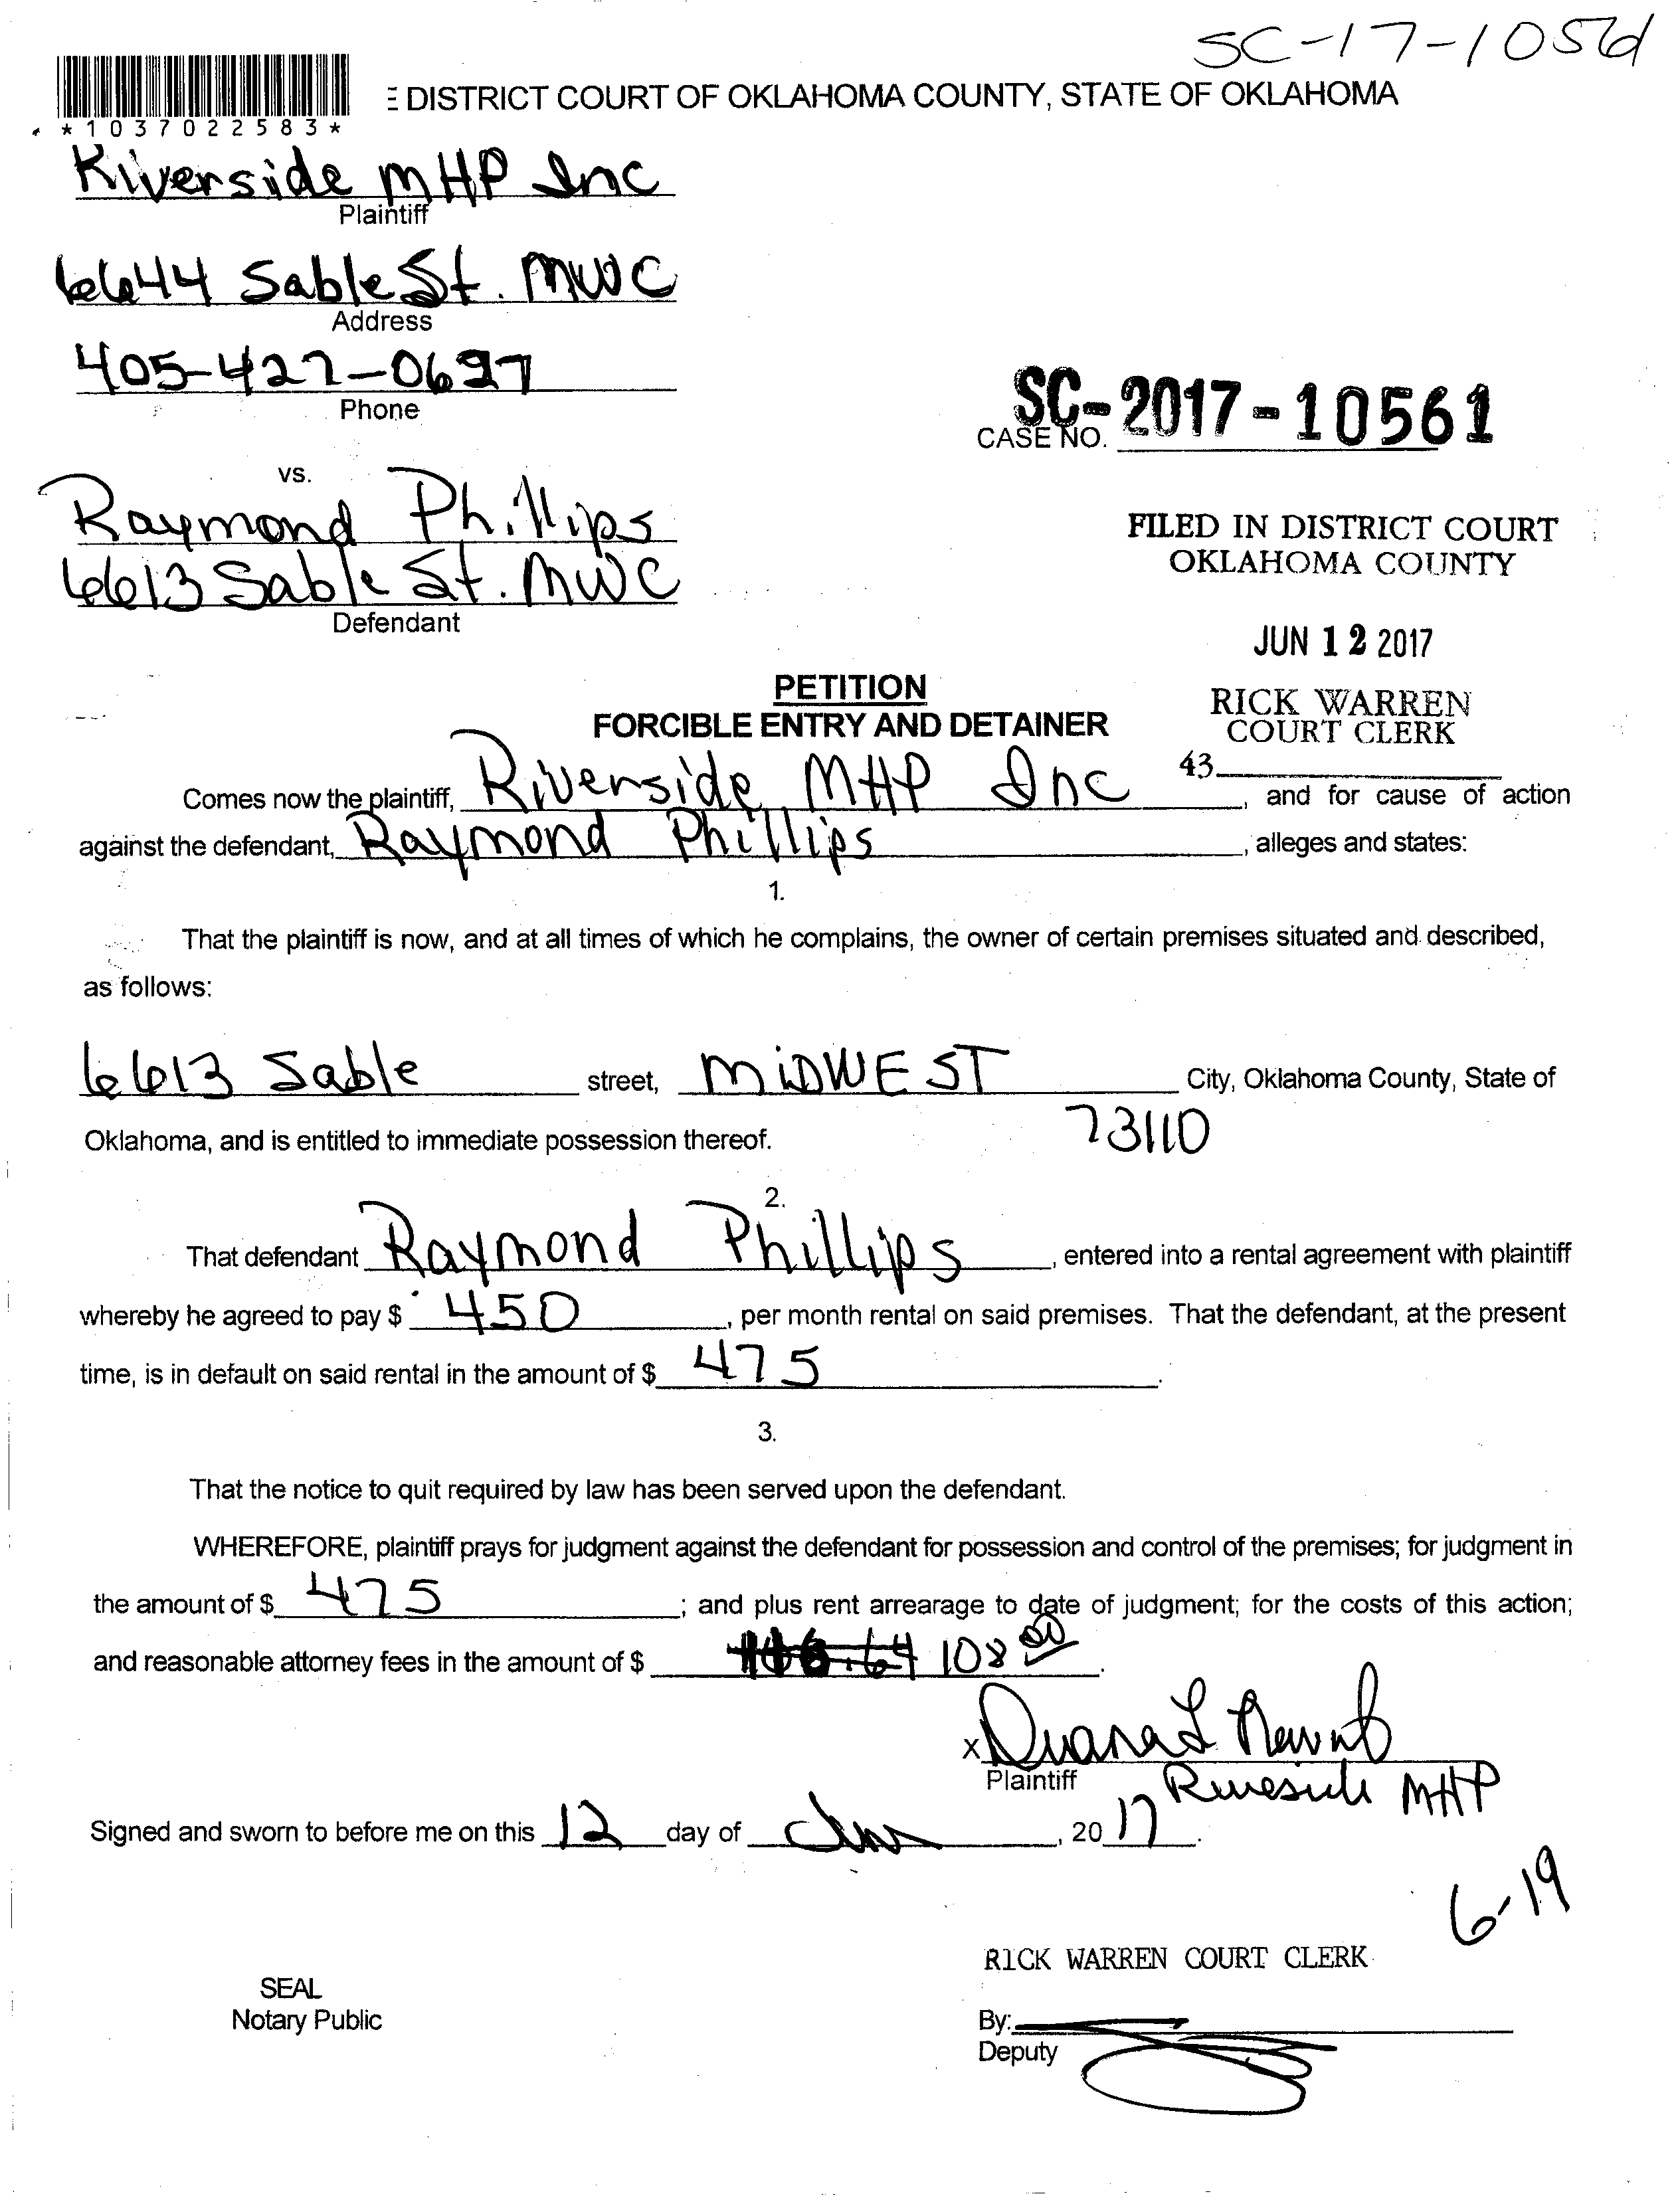 SC-17-10561
*1037022583*
E DISTRICT COURT OF OKLAHOMA COUNTY, STATE OF OKLAHOMA
Riverside MHP Inc
Plaintiff
6644 Sable St. MWC
Address
405-427-0697
Phone
SC-2017-10561
CASE NO.
vs.
Raymond Phillips
6613 Sable St. MWC
Defendant
FILED IN DISTRICT COURT
OKLAHOMA COUNTY
JUN 12 2017
RICK WARREN
COURT CLERK
43
PETITION
FORCIBLE ENTRY AND DETAINER
Comes now the plaintiff, Riverside MHP Inc, and for cause of action
against the defendant, Raymond Phillips, alleges and states:
1.
That the plaintiff is now, and at all times of which he complains, the owner of certain premises situated and described,
as follows:
6613 Sable street, MIDWEST City, Oklahoma County, State of
Oklahoma, and is entitled to immediate possession thereof. 73110
2.
That defendant Raymond Phillips, entered into a rental agreement with plaintiff
whereby he agreed to pay $ 450, per month rental on said premises. That the defendant, at the present
time, is in default on said rental in the amount of $ 475.
3.
That the notice to quit required by law has been served upon the defendant.
WHEREFORE, plaintiff prays for judgment against the defendant for possession and control of the premises; for judgment in
the amount of $ 475; and plus rent arrearage to date of judgment; for the costs of this action;
and reasonable attorney fees in the amount of $ 108 00.
X
Plaintiff
Riverside MHP
Signed and sworn to before me on this 12 day of June, 2017.
6-19
RICK WARREN COURT CLERK
SEAL
Notary Public
By:
Deputy